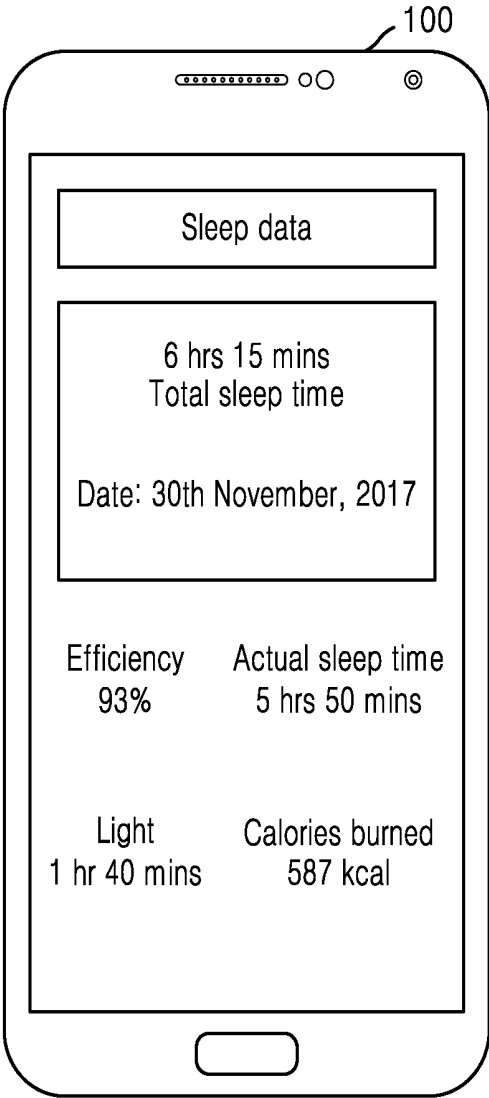 100
Sleep data
6 hrs 15 mins
Total sleep time
Date: 30th November, 2017
Efficiency
93%
Actual sleep time
5 hrs 50 mins
Light
1 hr 40 mins
Calories burned
587 kcal